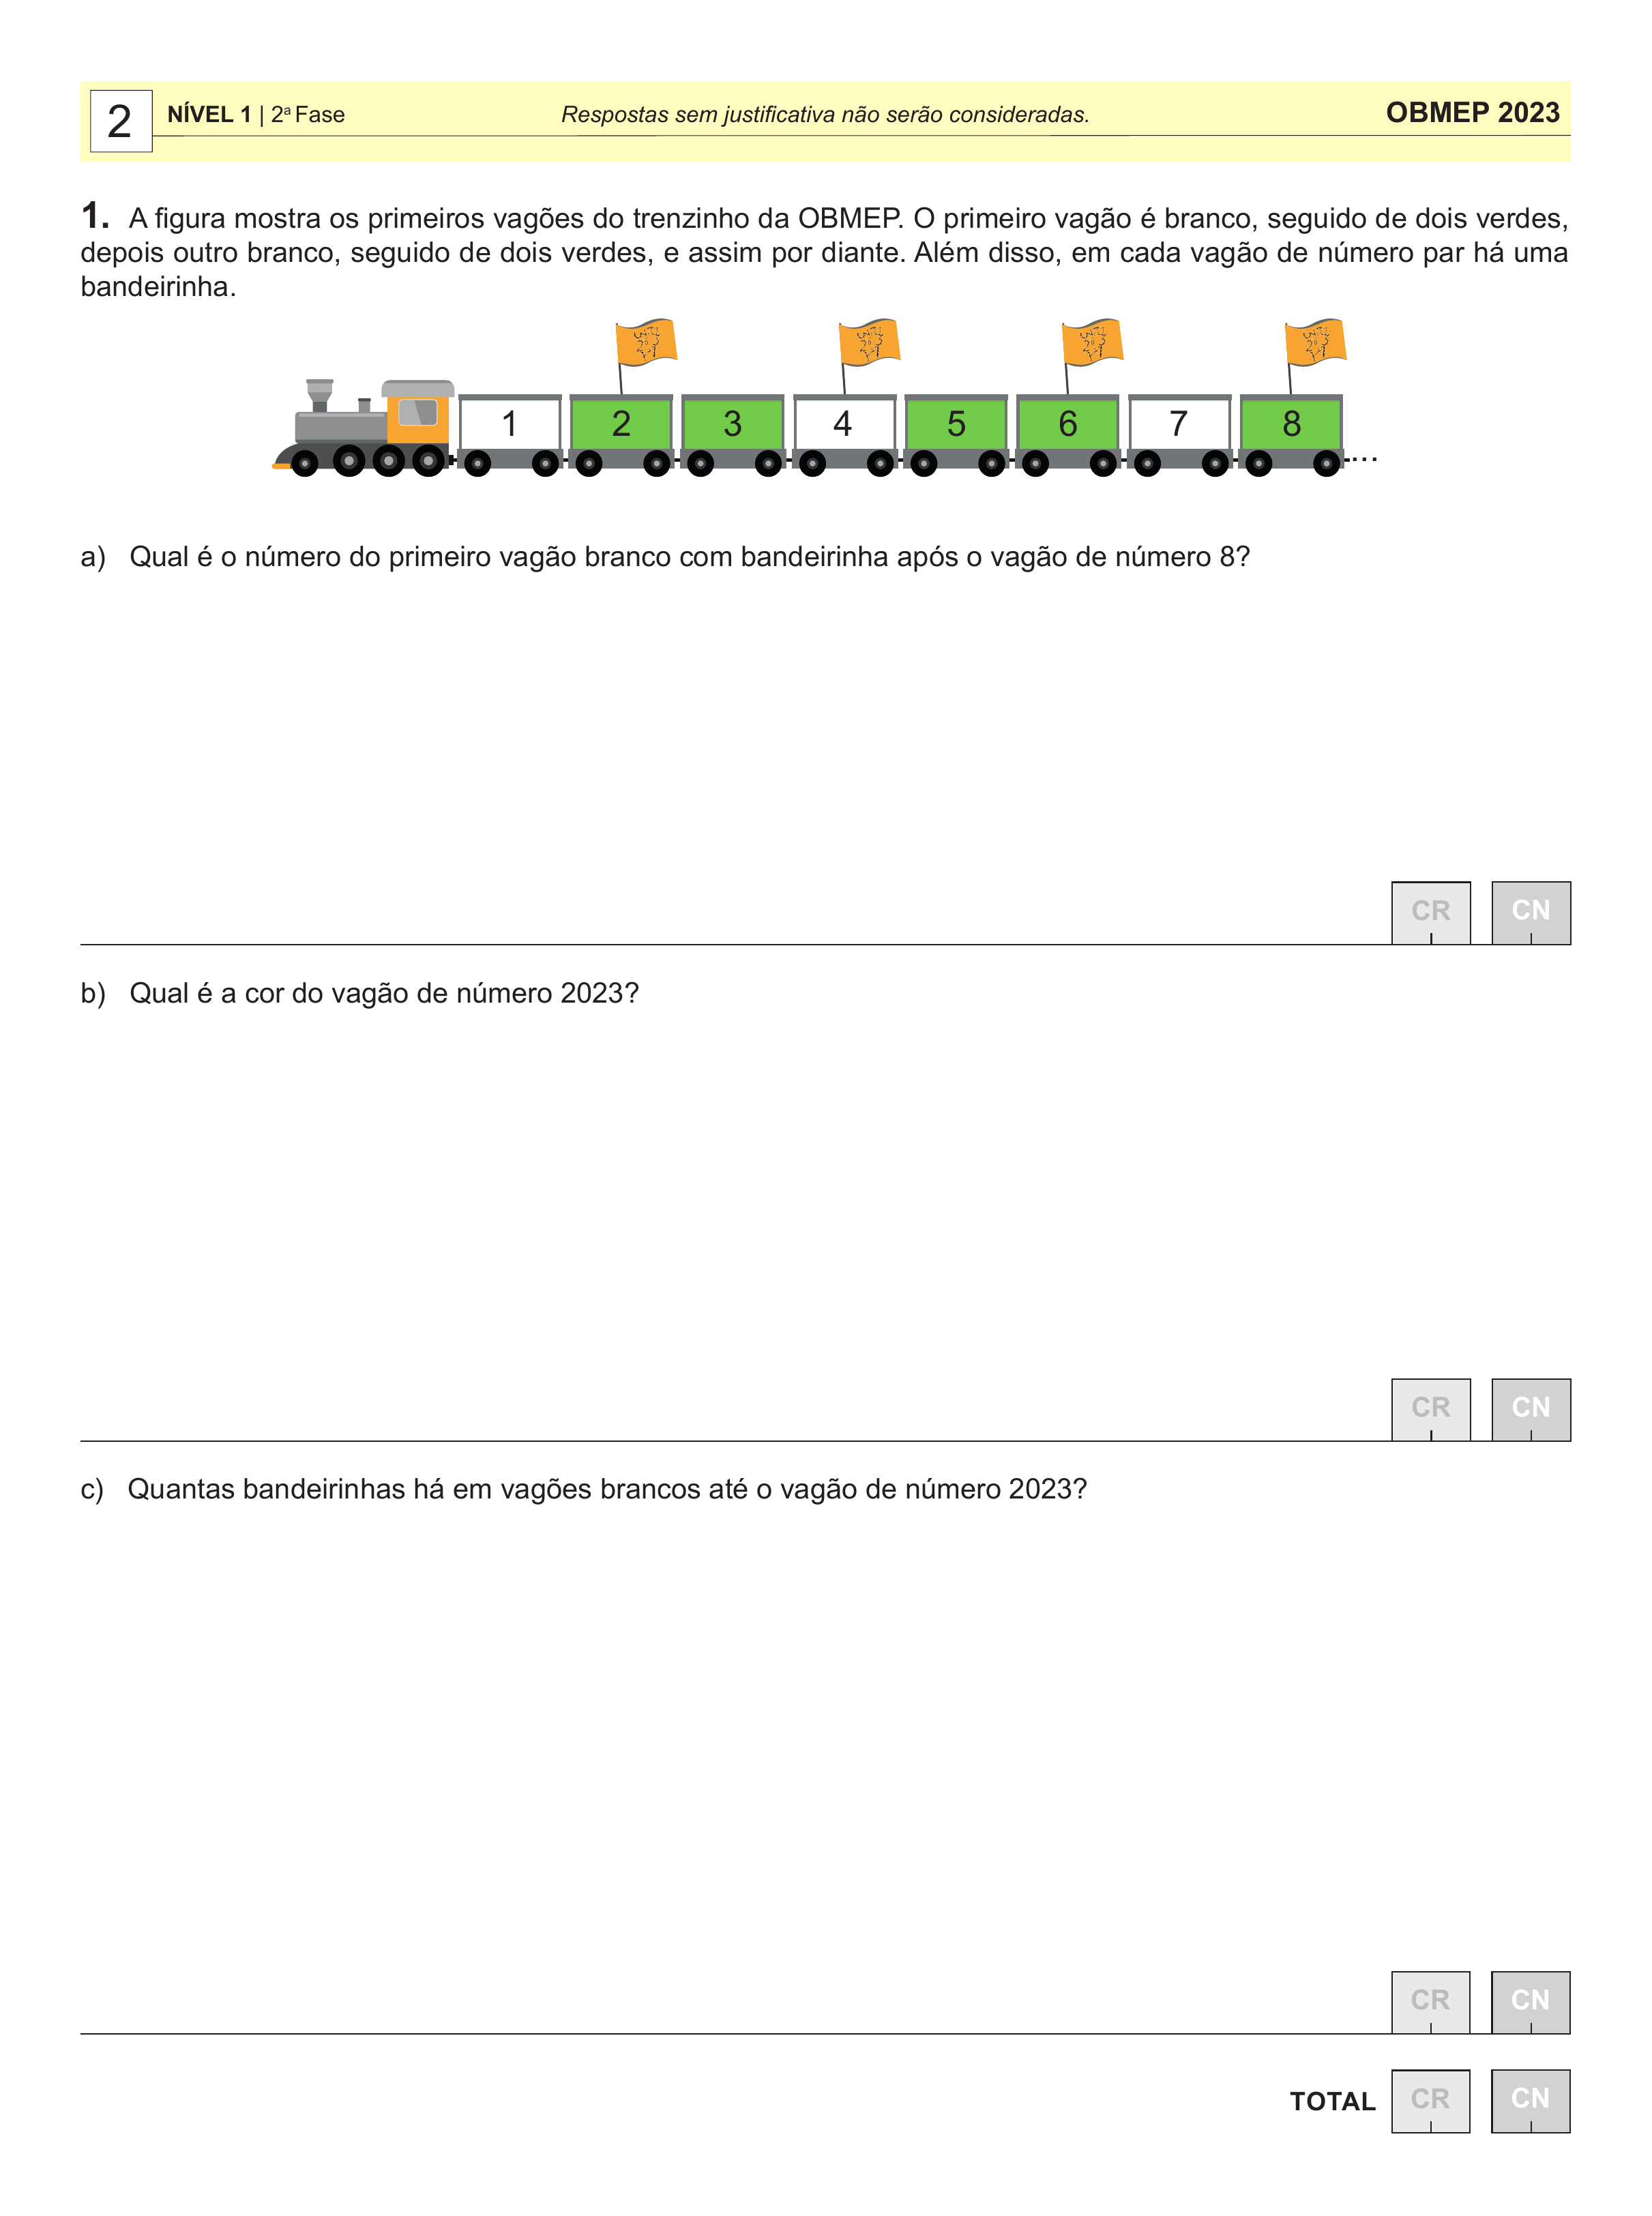 2
NÍVEL 1 | 2ª Fase
Respostas sem justificativa não serão consideradas.
OBMEP 2023
1. A figura mostra os primeiros vagões do trenzinho da OBMEP. O primeiro vagão é branco, seguido de dois verdes,
depois outro branco, seguido de dois verdes, e assim por diante. Além disso, em cada vagão de número par há uma
bandeirinha.
1 2 3 4 5 6 7 8 ...
a) Qual é o número do primeiro vagão branco com bandeirinha após o vagão de número 8?
CR CN
b) Qual é a cor do vagão de número 2023?
CR CN
c) Quantas bandeirinhas há em vagões brancos até o vagão de número 2023?
CR CN
TOTAL CR CN